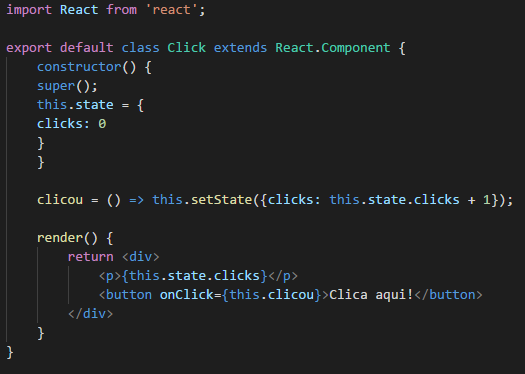 import React from 'react';
export default class Click extends React.Component {
constructor() {
super();
this.state = {
clicks: 0
}
}
clicou = () => this.setState({clicks: this.state.clicks + 1});
render() {
return <div>
<p>{this.state.clicks}</p>
<button onClick={this.clicou}>Clica aqui!</button>
</div>
}
}